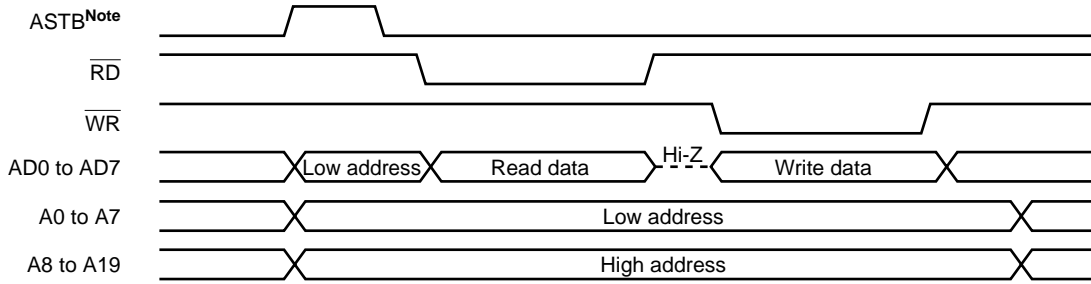 ASTBNote
RD
WR
AD0 to AD7 Low address Read data Hi-Z Write data
A0 to A7 Low address
A8 to A19 High address